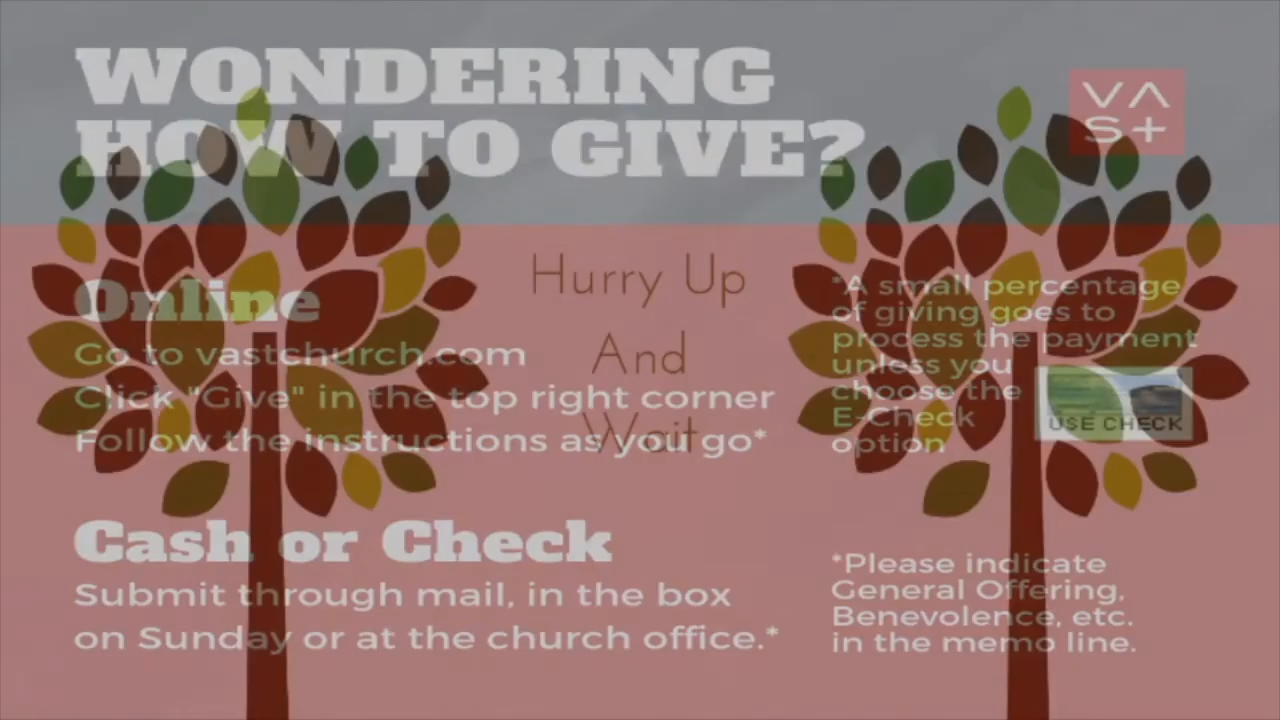 WONDERING
HOW TO GIVE?
VA
S+
Hurry Up
And
Wait
Online
Go to vastchurch.com
Click "Give" in the top right corner
Follow the instructions as you go*
*A small percentage
of giving goes to
process the payment
unless you
choose the
E-Check
option
USE CHECK
Cash or Check
Submit through mail, in the box
on Sunday or at the church office.*
*Please indicate
General Offering,
Benevolence, etc.
in the memo line.